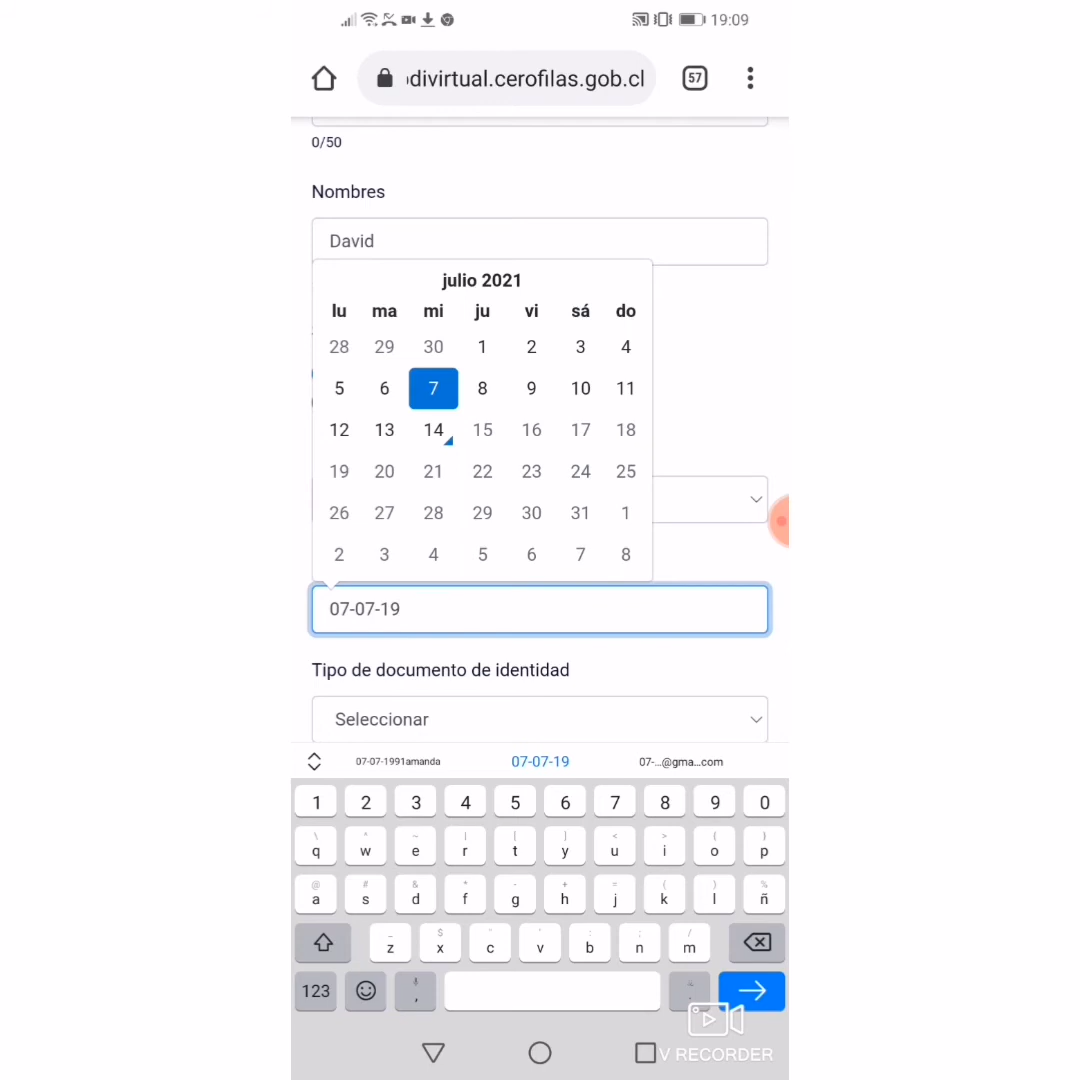 19:09
odivirtual.cerofilas.gob.cl
57
0/50
Nombres
David
julio 2021
lu ma mi ju vi sá do
28 29 30 1 2 3 4
5 6 7 8 9 10 11
12 13 14 15 16 17 18
19 20 21 22 23 24 25
26 27 28 29 30 31 1
2 3 4 5 6 7 8
07-07-19
Tipo de documento de identidad
Seleccionar
07-07-1991amanda 07-07-19 07-...@gma...com
1 2 3 4 5 6 7 8 9 0
\ ^ ~ | [ ] < > { }
q w e r t y u i o p
@ # & * - + = ( ) %
a s d f g h j k l ñ
_ $ " ' : ; /
z x c v b n m
123 , .
V RECORDER